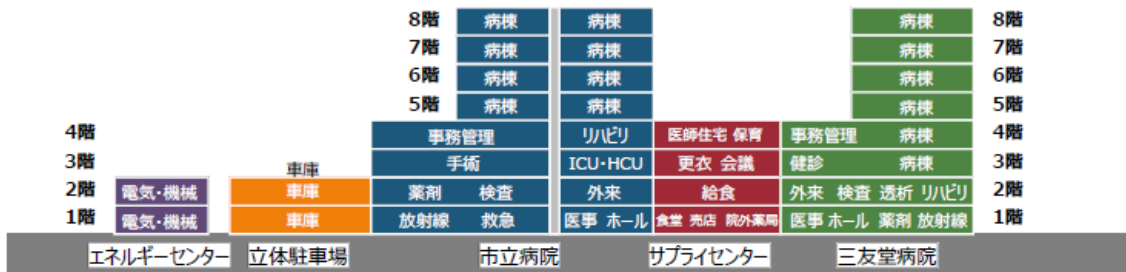 8階 病棟 病棟 病棟 8階
7階 病棟 病棟 病棟 7階
6階 病棟 病棟 病棟 6階
5階 病棟 病棟 病棟 5階
4階 事務管理 リハビリ 医師住宅 保育 事務管理 病棟 4階
3階 車庫 手術 ICU・HCU 更衣 会議 健診 病棟 3階
2階 電気・機械 車庫 薬剤 検査 外来 給食 外来 検査 透析 リハビリ 2階
1階 電気・機械 車庫 放射線 救急 医事 ホール 食堂 売店 院外薬局 医事 ホール 薬剤 放射線 1階
エネルギーセンター 立体駐車場 市立病院 サプライセンター 三友堂病院